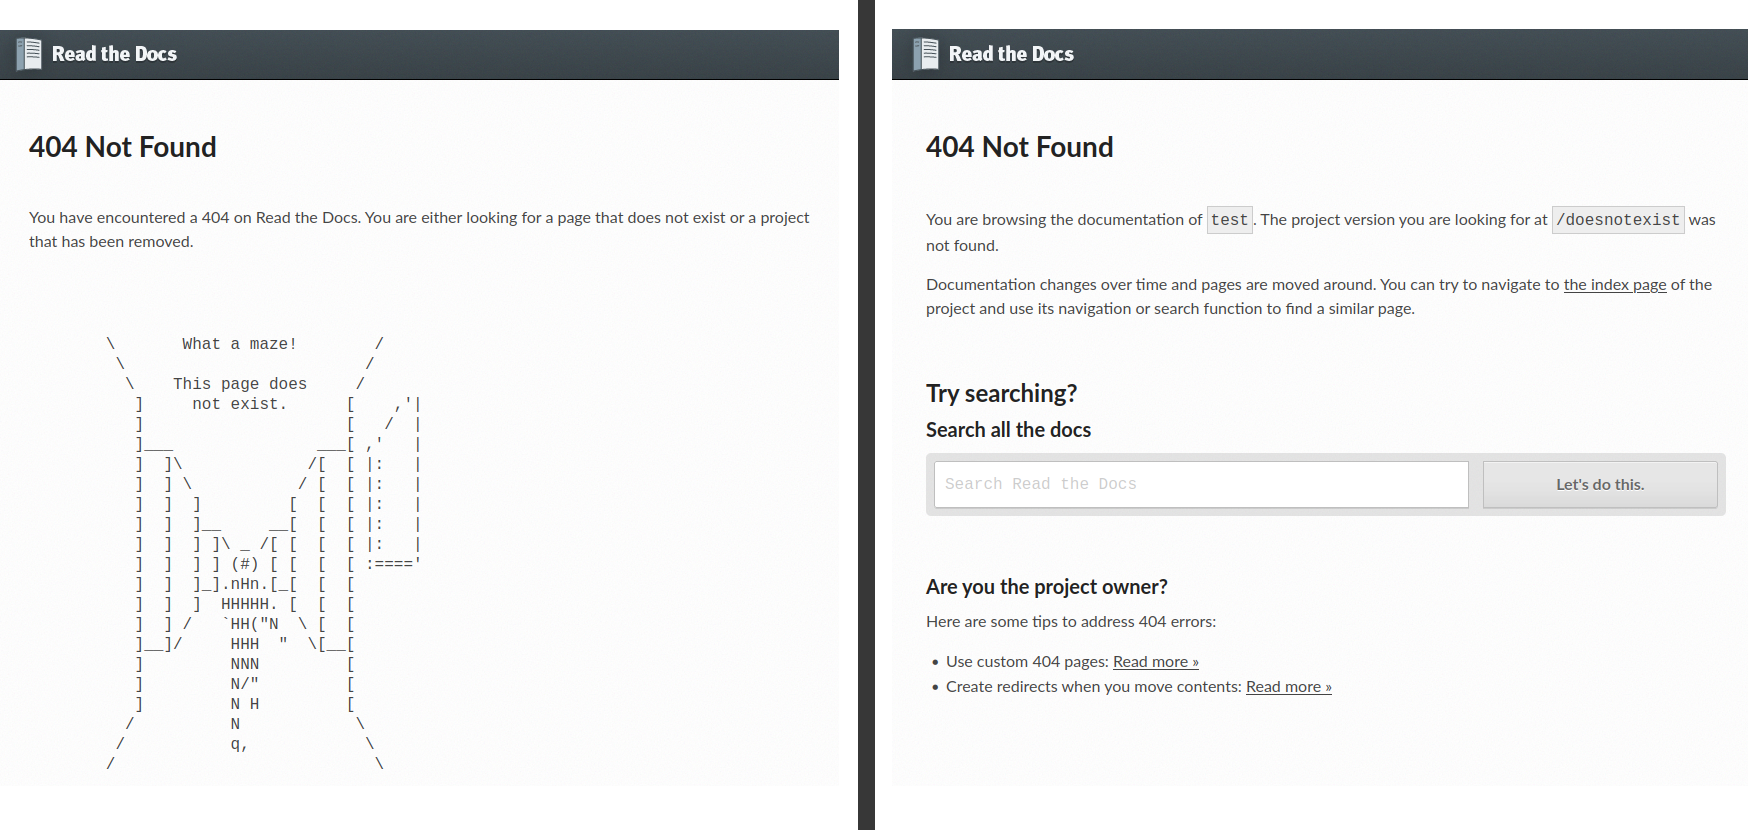 Read the Docs
404 Not Found
You have encountered a 404 on Read the Docs. You are either looking for a page that does not exist or a project
that has been removed.
\       What a maze!        /
 \                         /
  \    This page does     /
   ]     not exist.      [    ,'|
   ]                     [   /  |
   ]___               ___[ ,'   |
   ]  ]\             /[  [ |:   |
   ]  ] \           / [  [ |:   |
   ]  ]  ]         [  [  [ |:   |
   ]  ]  ]__     __[  [  [ |:   |
   ]  ]  ] ]\ _ /[ [  [  [ |:   |
   ]  ]  ] ] (#) [ [  [  [ :===='
   ]  ]  ]_].nHn.[_[  [  [
   ]  ]  ]  HHHHH. [  [  [
   ]  ] /   `HH("N  \ [  [
   ]__]/     HHH  "  \[__[
   ]         NNN         [
   ]         N/"         [
   ]         N H         [
  /          N            \
 /           q,            \
/                           \
Read the Docs
404 Not Found
You are browsing the documentation of test. The project version you are looking for at /doesnotexist was
not found.
Documentation changes over time and pages are moved around. You can try to navigate to the index page of the
project and use its navigation or search function to find a similar page.
Try searching?
Search all the docs
Search Read the Docs
Let's do this.
Are you the project owner?
Here are some tips to address 404 errors:
• Use custom 404 pages: Read more »
• Create redirects when you move contents: Read more »